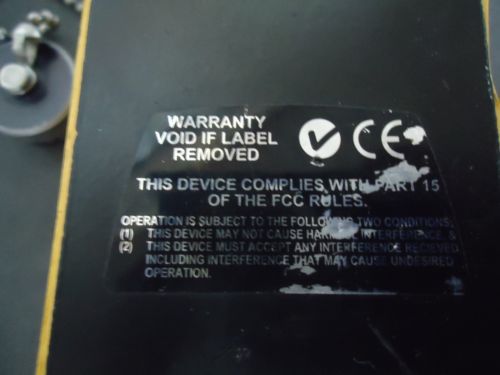 WARRANTY
VOID IF LABEL
REMOVED
CE
THIS DEVICE COMPLIES WITH PART 15
OF THE FCC RULES.
OPERATION IS SUBJECT TO THE FOLLOWING TWO CONDITIONS;
(1) THIS DEVICE MAY NOT CAUSE HARMFUL INTERFERENCE, &
(2) THIS DEVICE MUST ACCEPT ANY INTERFERENCE RECIEVED
INCLUDING INTERFERENCE THAT MAY CAUSE UNDESIRED
OPERATION.